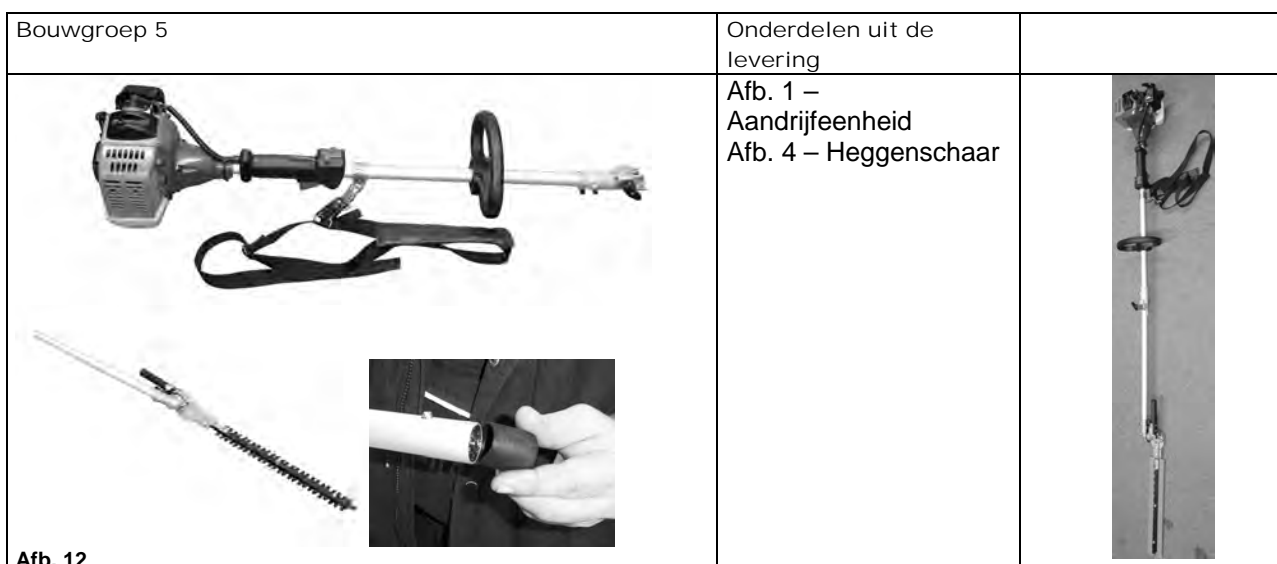 Bouwgroep 5
Onderdelen uit de
levering
Afb. 1 –
Aandrijfeenheid
Afb. 4 – Heggenschaar
Afb. 12